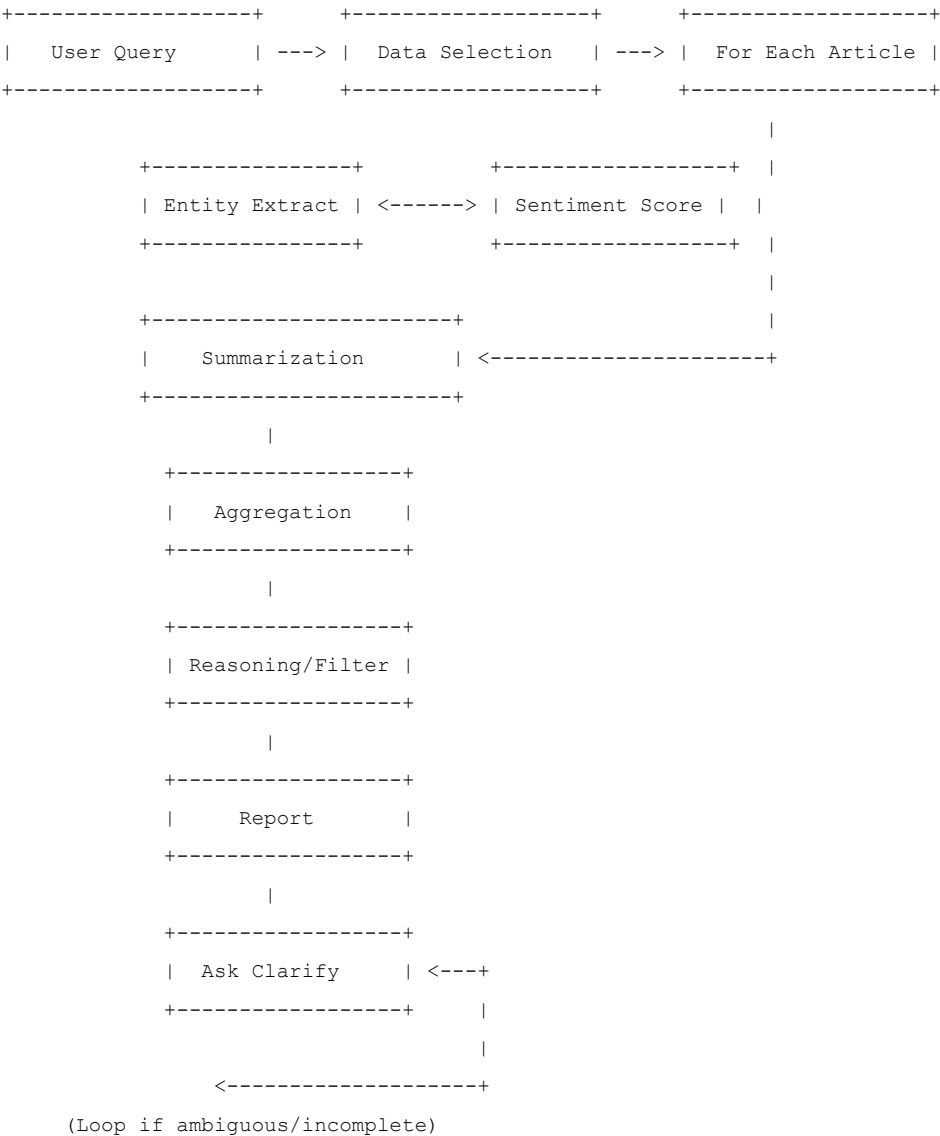 User Query ---> Data Selection ---> For Each Article
Entity Extract <------> Sentiment Score
Summarization <----------------------+
Aggregation
Reasoning/Filter
Report
Ask Clarify <---+
<--------------------+
(Loop if ambiguous/incomplete)